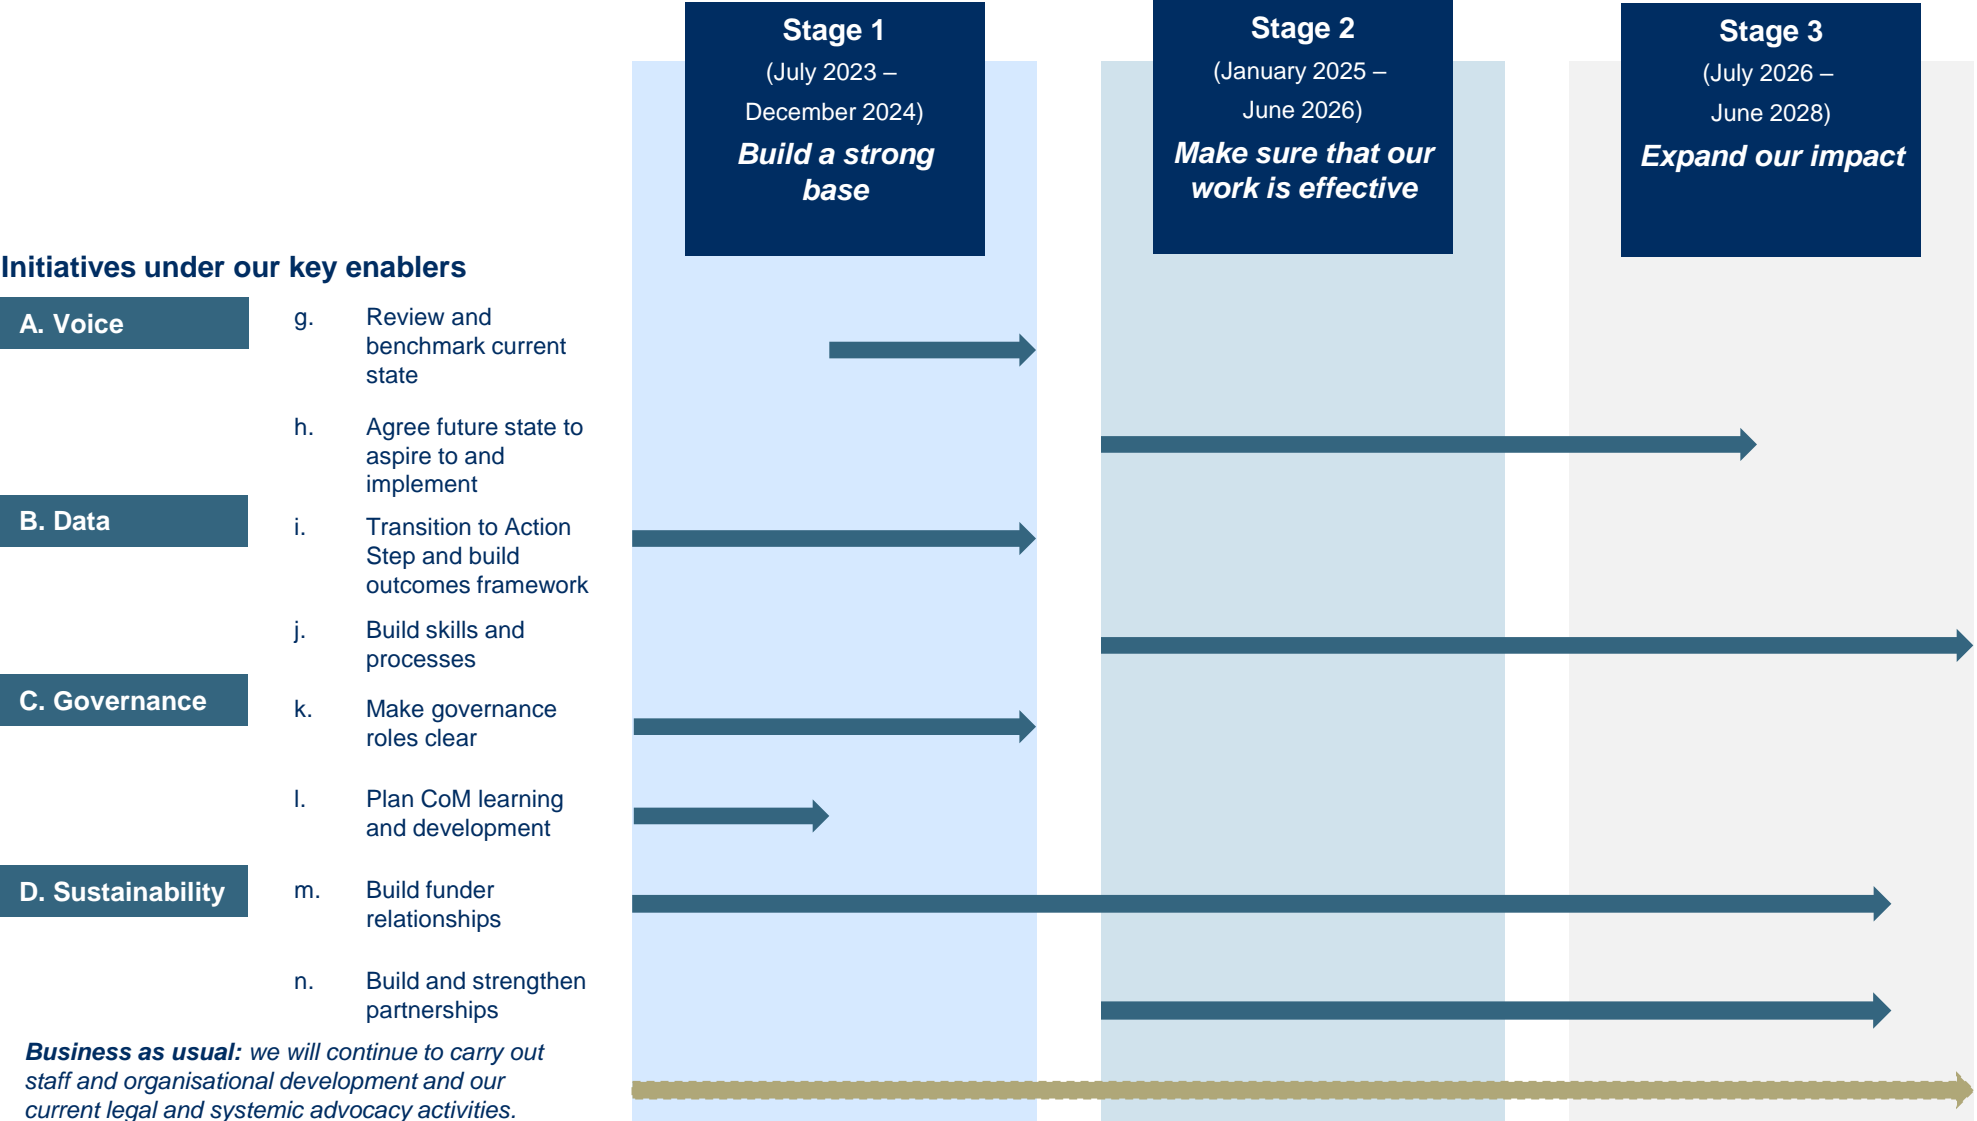 Stage 1
(July 2023 –
December 2024)
Build a strong
base
Stage 2
(January 2025 –
June 2026)
Make sure that our
work is effective
Stage 3
(July 2026 –
June 2028)
Expand our impact
Initiatives under our key enablers
A. Voice
g. Review and
benchmark current
state
h. Agree future state to
aspire to and
implement
B. Data
i. Transition to Action
Step and build
outcomes framework
j. Build skills and
processes
C. Governance
k. Make governance
roles clear
l. Plan CoM learning
and development
D. Sustainability
m. Build funder
relationships
n. Build and strengthen
partnerships
Business as usual: we will continue to carry out
staff and organisational development and our
current legal and systemic advocacy activities.